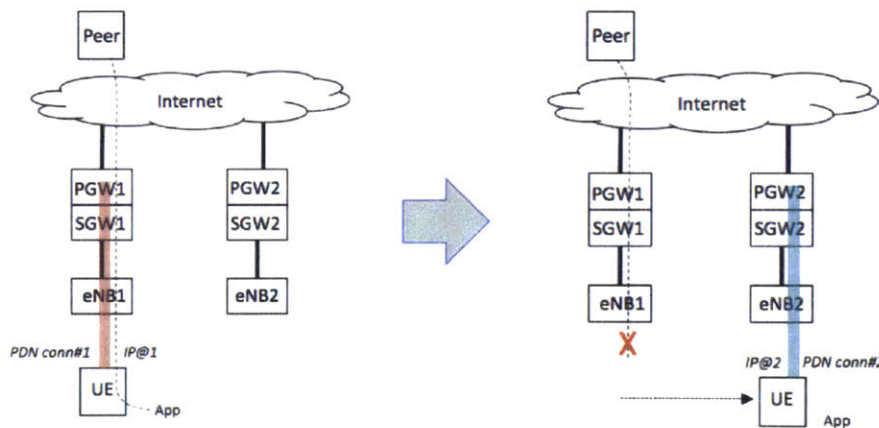 Peer
Peer
Internet
Internet
PGW1
PGW2
PGW1
PGW2
SGW1
SGW2
SGW1
SGW2
eNB1
eNB2
eNB1
eNB2
X
PDN conn#1 IP@1
IP@2 PDN conn#2
UE
App
UE
App